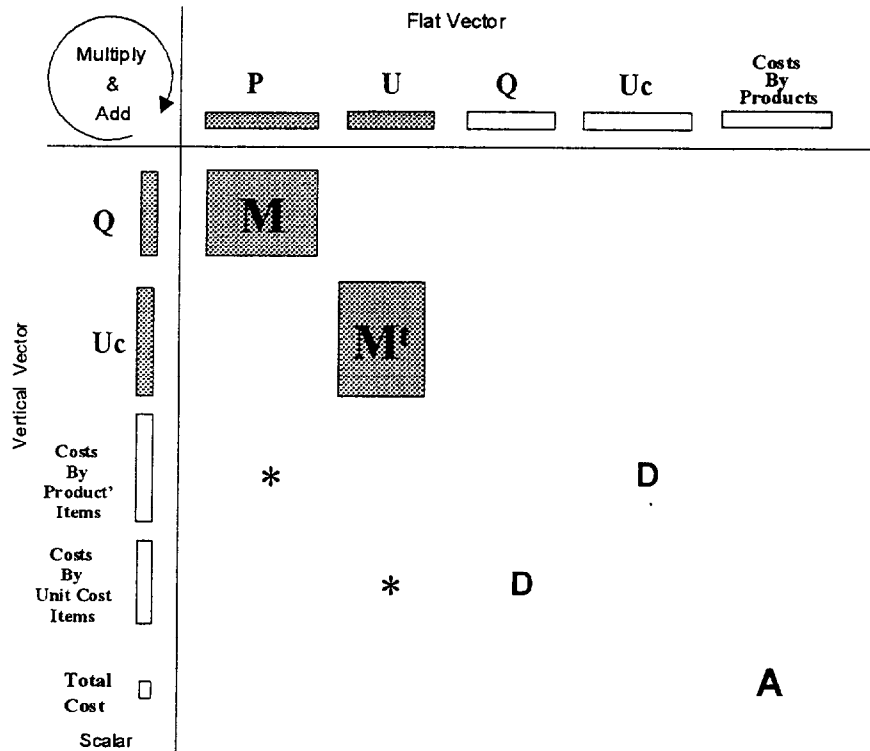 Flat Vector
Multiply
&
Add
P U Q Uc
Costs
By
Products
Q
M
Uc
M^t
Vertical Vector
Costs
By
Product'
Items
* D
Costs
By
Unit Cost
Items
* D
Total
Cost
A
Scalar